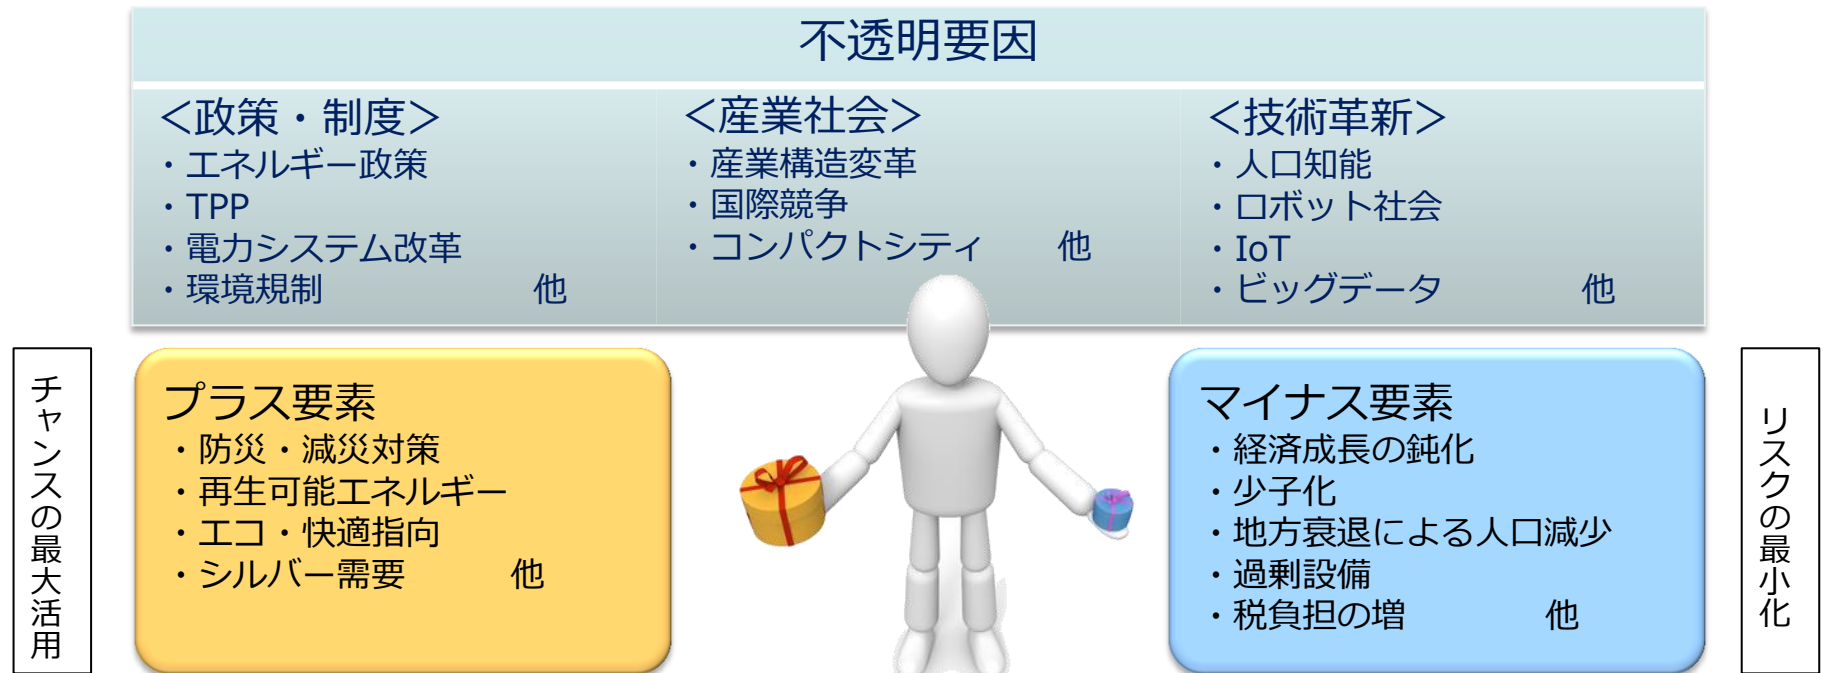 不透明要因
＜政策・制度＞
・エネルギー政策
・TPP
・電力システム改革
・環境規制　　　　　他
＜産業社会＞
・産業構造変革
・国際競争
・コンパクトシティ　　他
＜技術革新＞
・人口知能
・ロボット社会
・IoT
・ビッグデータ　　　　他
チャンスの最大活用
プラス要素
・防災・減災対策
・再生可能エネルギー
・エコ・快適指向
・シルバー需要　　　他
マイナス要素
・経済成長の鈍化
・少子化
・地方衰退による人口減少
・過剰設備
・税負担の増　　　　他
リスクの最小化